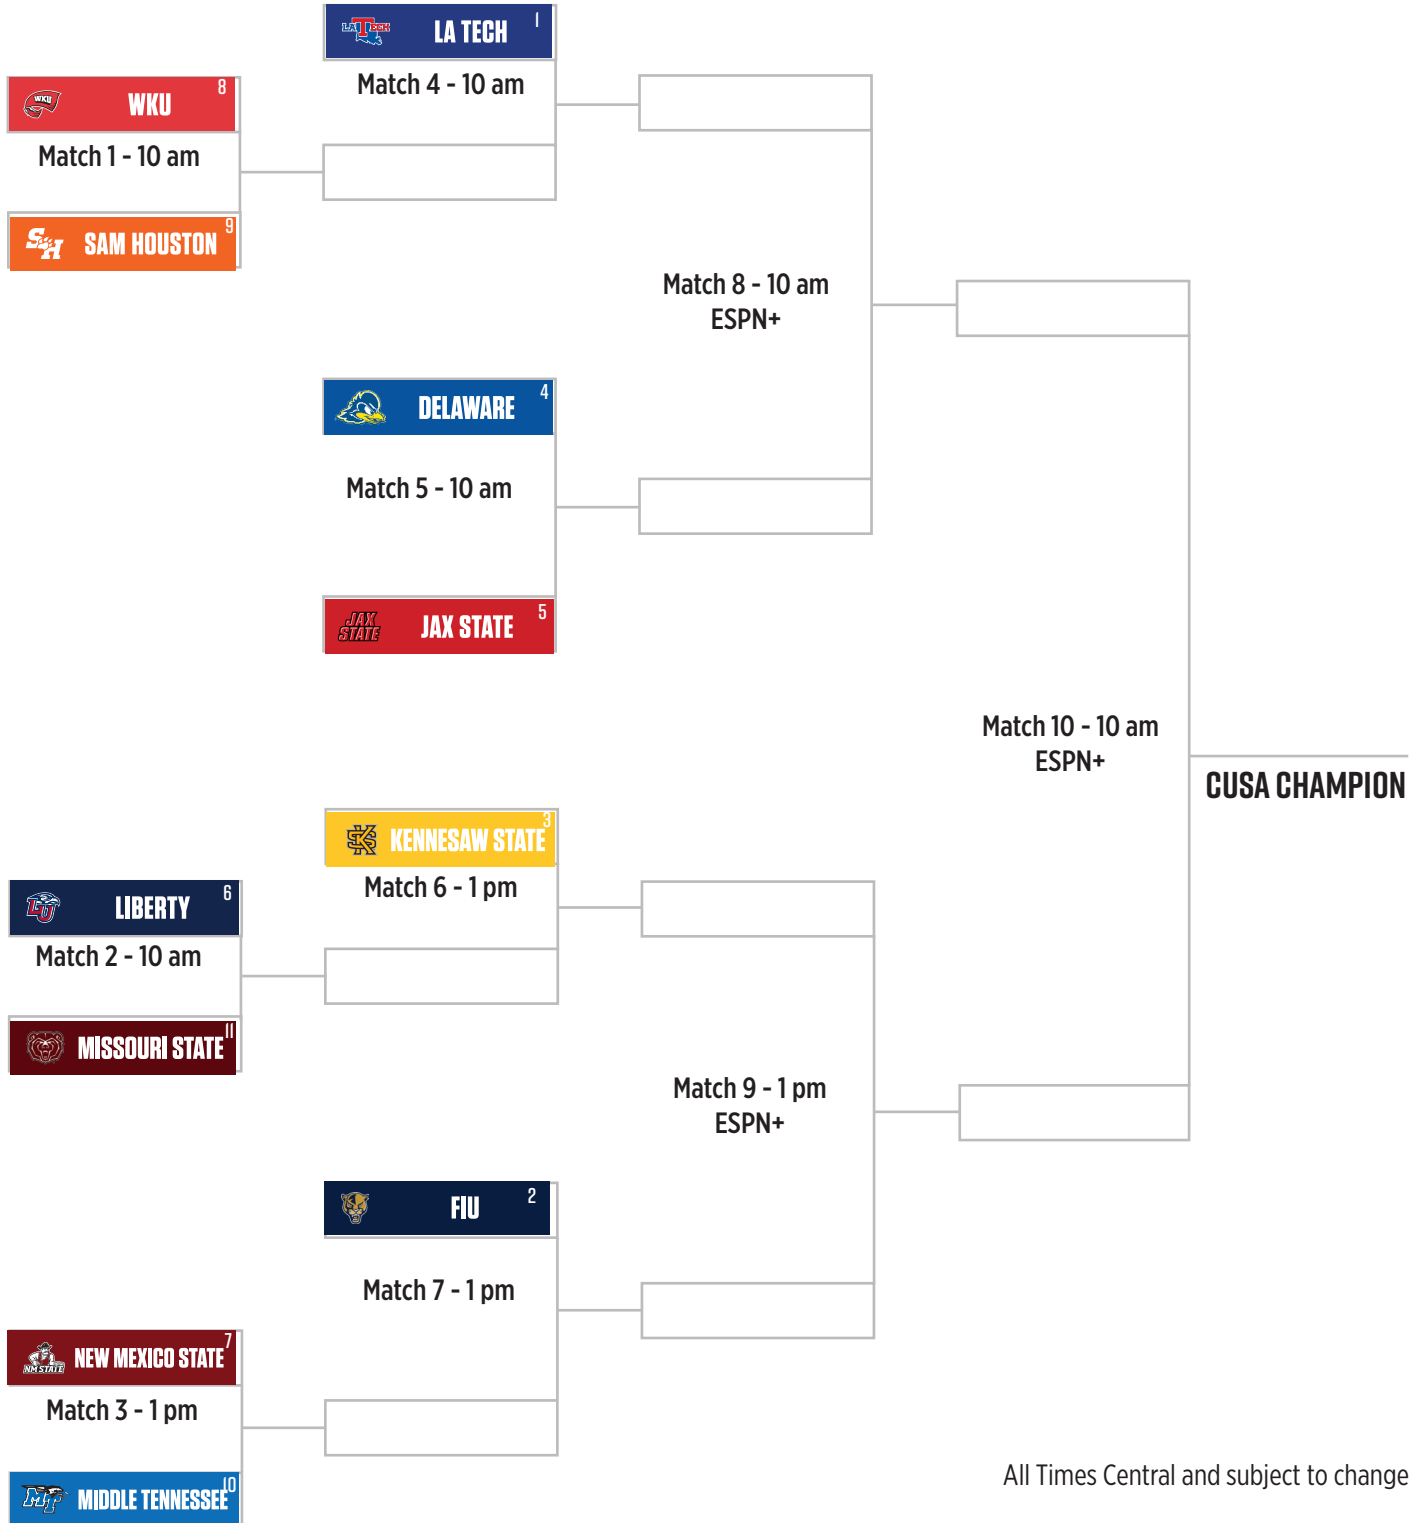 LA TECH
1
Match 4 - 10 am
WKU
8
Match 1 - 10 am
SAM HOUSTON
9
Match 8 - 10 am
ESPN+
DELAWARE
4
Match 5 - 10 am
JAX STATE
5
Match 10 - 10 am
ESPN+
CUSA CHAMPION
KENNESAW STATE
3
Match 6 - 1 pm
LIBERTY
6
Match 2 - 10 am
MISSOURI STATE
11
Match 9 - 1 pm
ESPN+
FIU
2
Match 7 - 1 pm
NM STATE
NEW MEXICO STATE
7
Match 3 - 1 pm
MT
MIDDLE TENNESSEE
10
All Times Central and subject to change